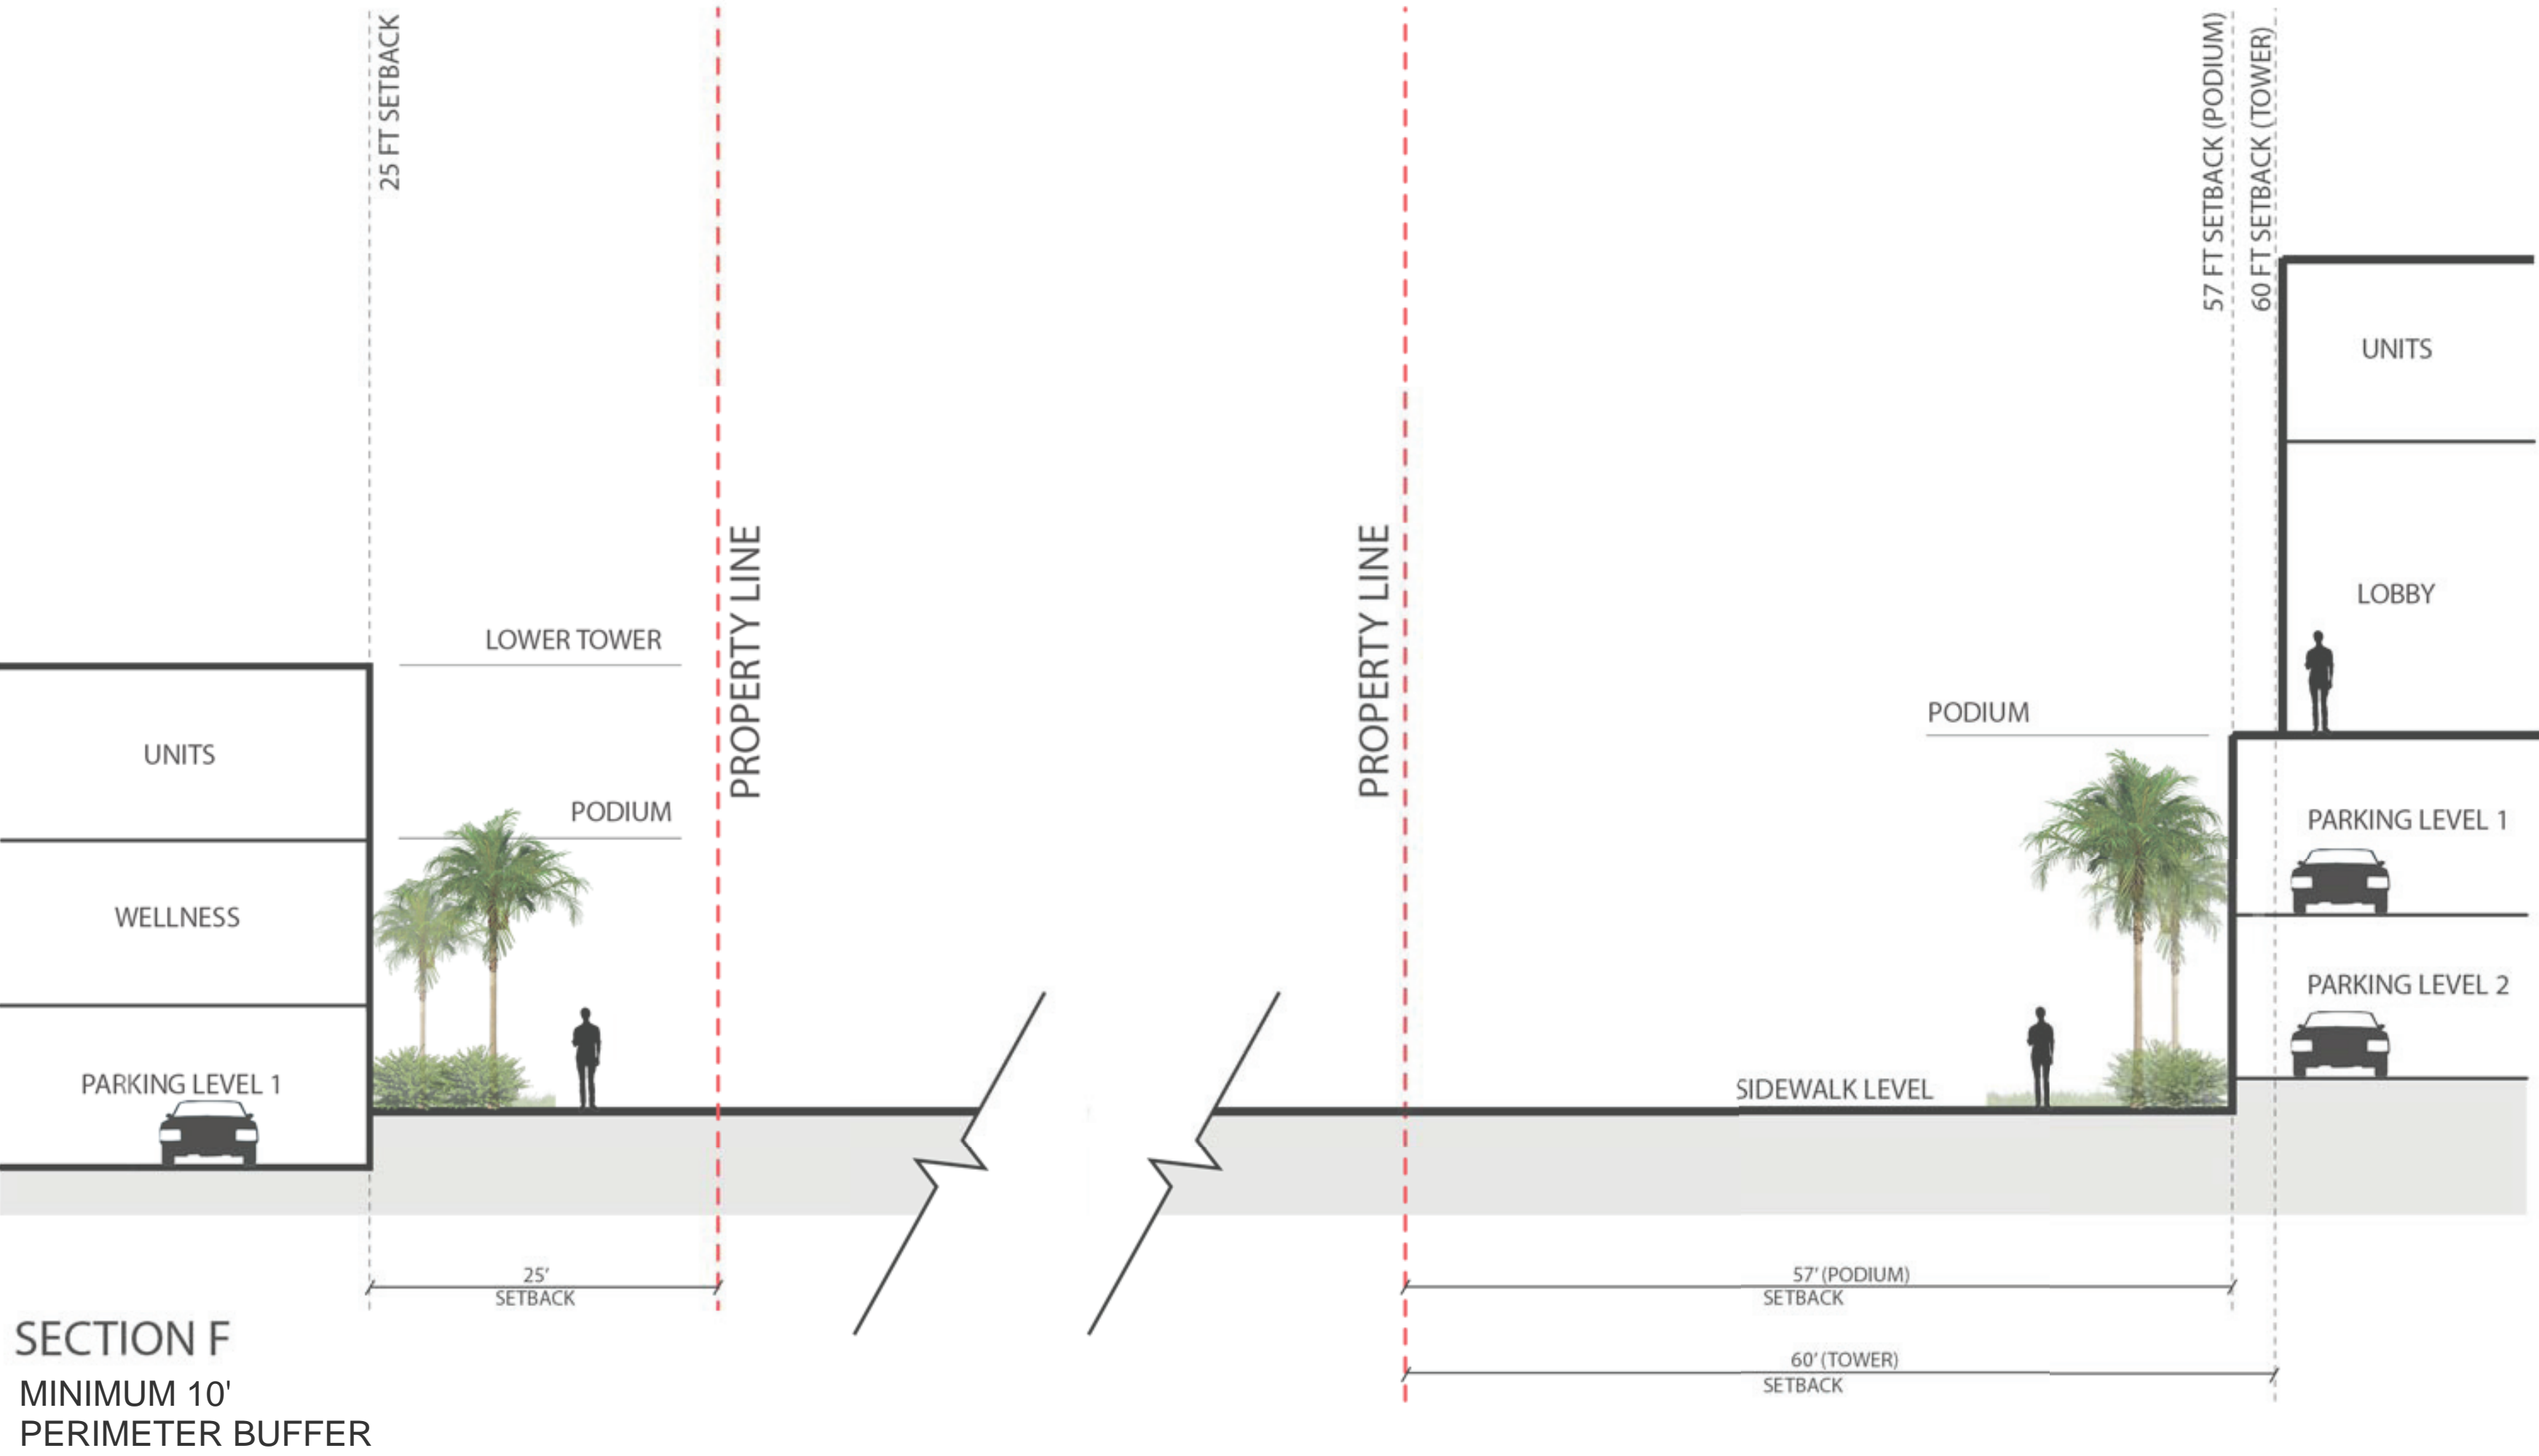 25 FT SETBACK
57 FT SETBACK (PODIUM)
60 FT SETBACK (TOWER)
UNITS
LOBBY
PROPERTY LINE
PROPERTY LINE
LOWER TOWER
PODIUM
UNITS
PODIUM
PARKING LEVEL 1
WELLNESS
PARKING LEVEL 2
PARKING LEVEL 1
SIDEWALK LEVEL
25'
SETBACK
57' (PODIUM)
SETBACK
60' (TOWER)
SETBACK
SECTION F
MINIMUM 10'
PERIMETER BUFFER